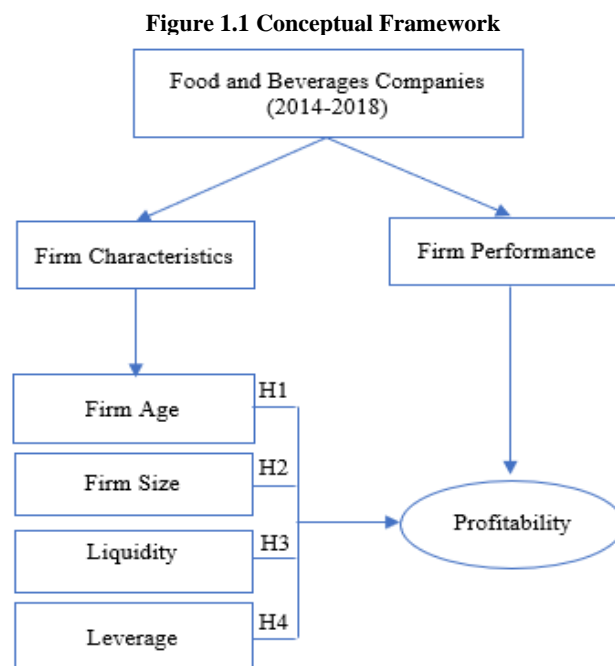 Figure 1.1 Conceptual Framework
Food and Beverages Companies
(2014-2018)
Firm Characteristics
Firm Performance
Firm Age
H1
Firm Size
H2
Liquidity
H3
Leverage
H4
Profitability